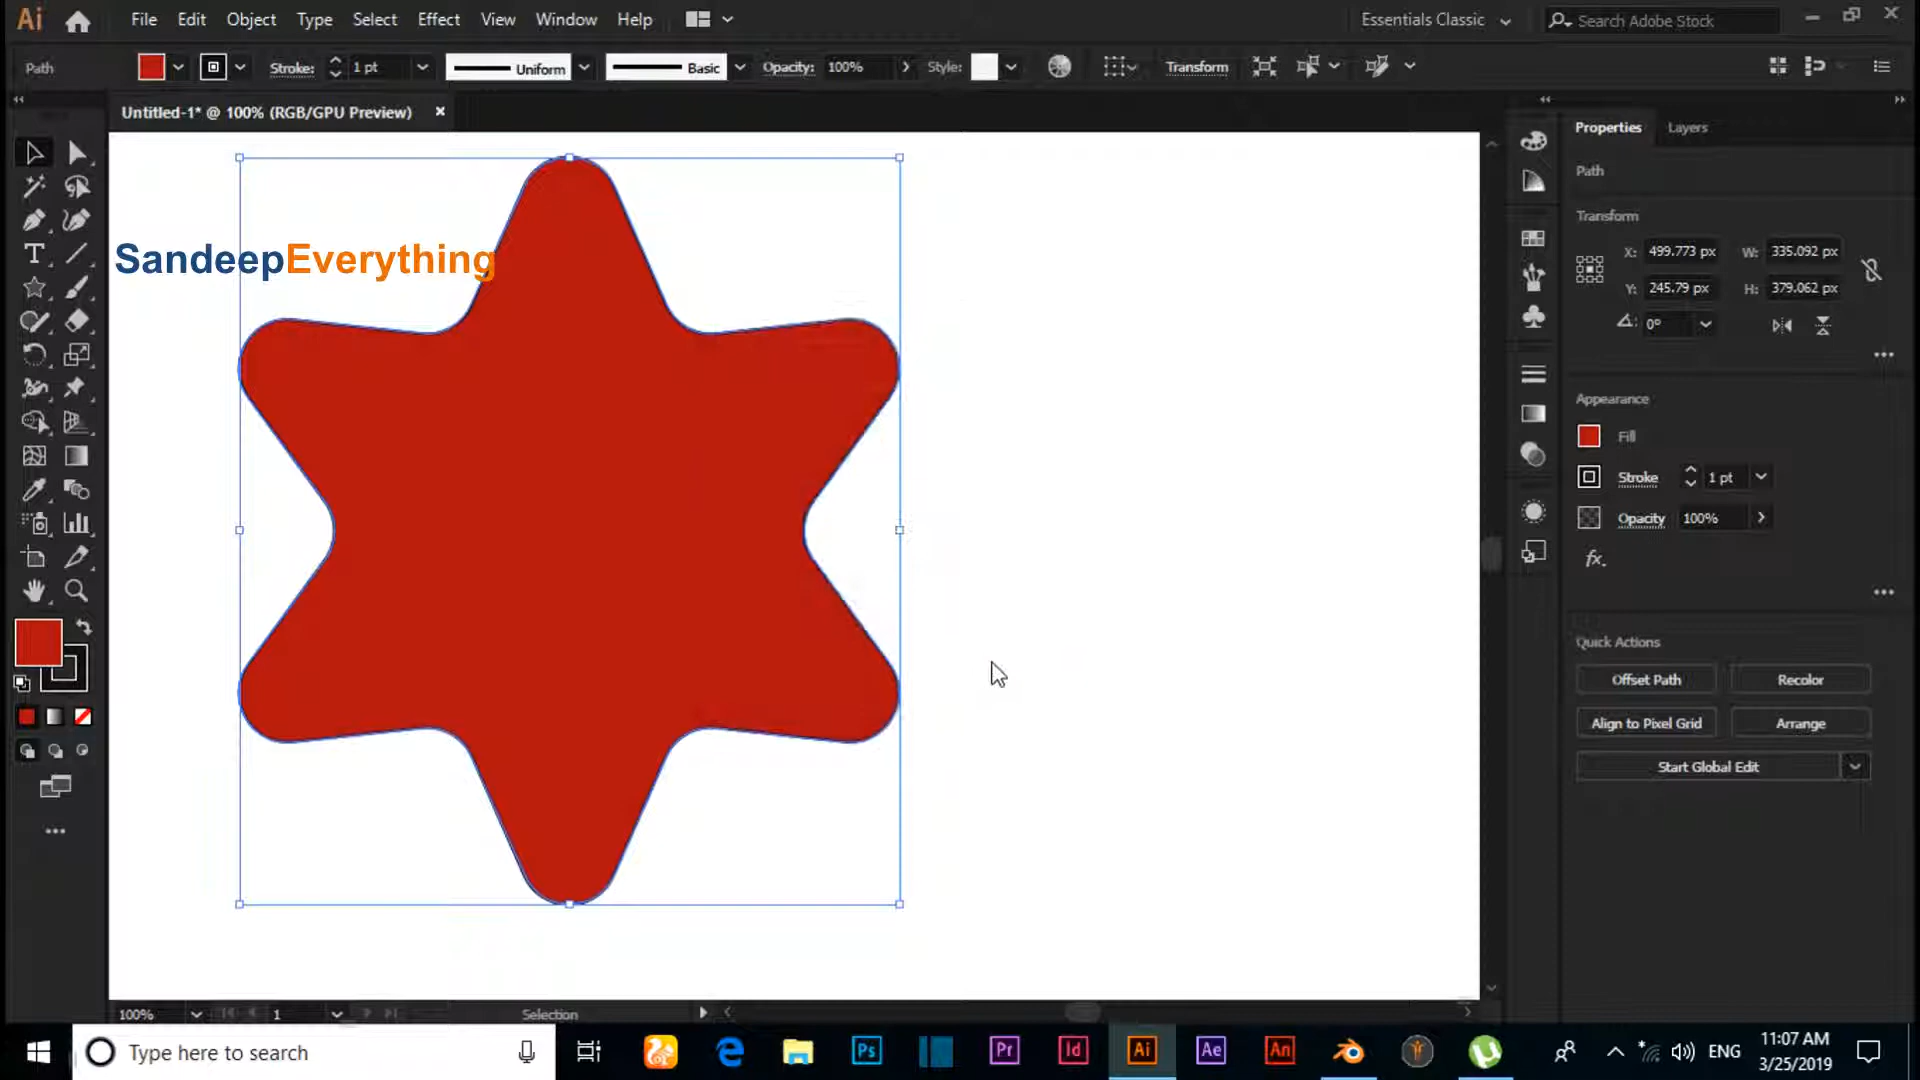 Ai File Edit Object Type Select Effect View Window Help Essentials Classic Search Adobe Stock
Path Stroke: 1 pt Uniform Basic Opacity: 100% Style: Transform
Untitled-1* @ 100% (RGB/GPU Preview) ×
Properties Layers
Path
Transform
X: 499.773 px W: 335.092 px
Y: 245.79 px H: 379.062 px
0°
Appearance
Fill
Stroke 1 pt
Opacity 100%
fx.
Quick Actions
Offset Path Recolor
Align to Pixel Grid Arrange
Start Global Edit
SandeepEverything
100% 1 Selection
Type here to search Ps Pr Id Ai Ae An ENG 11:07 AM
3/25/2019